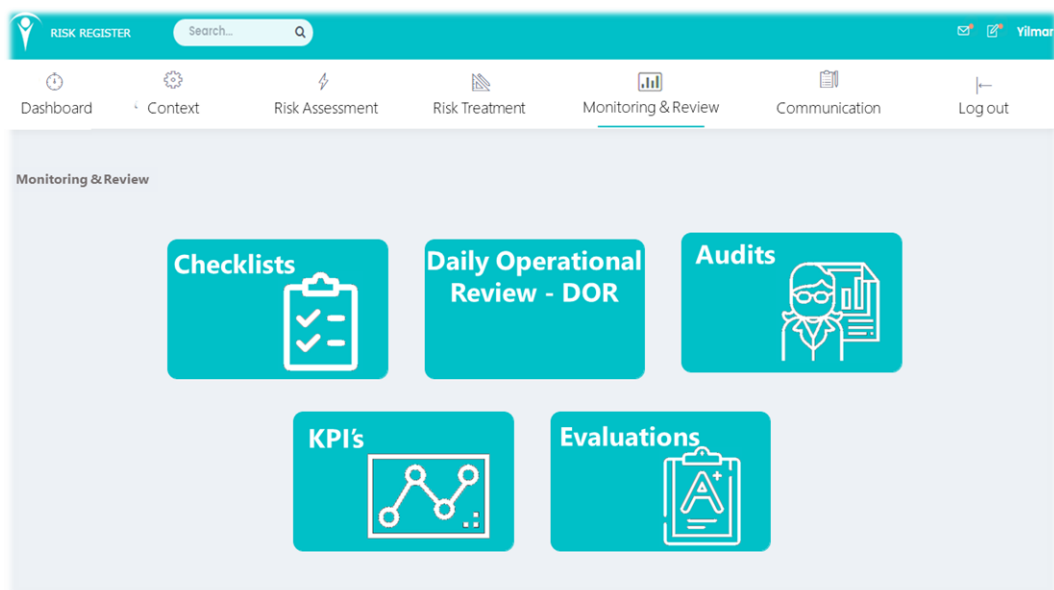 RISK REGISTER
Search...
Dashboard
Context
Risk Assessment
Risk Treatment
Monitoring & Review
Communication
Log out
Monitoring & Review
Checklists
Daily Operational
Review - DOR
Audits
KPI's
Evaluations
A+